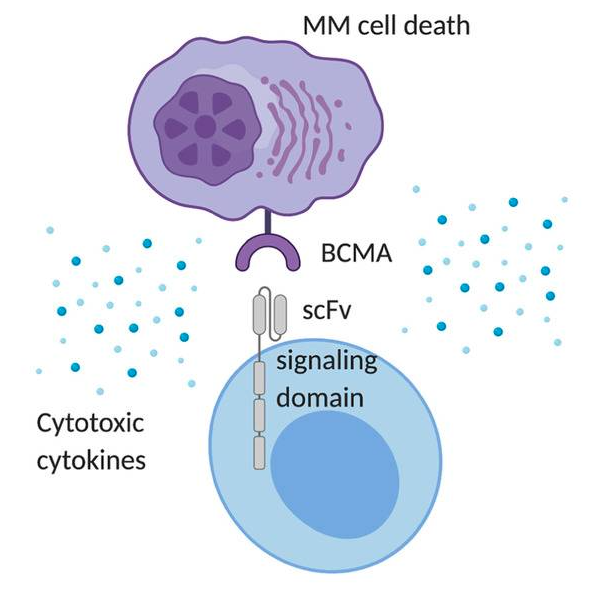 MM cell death
BCMA
scFv
signaling
domain
Cytotoxic
cytokines